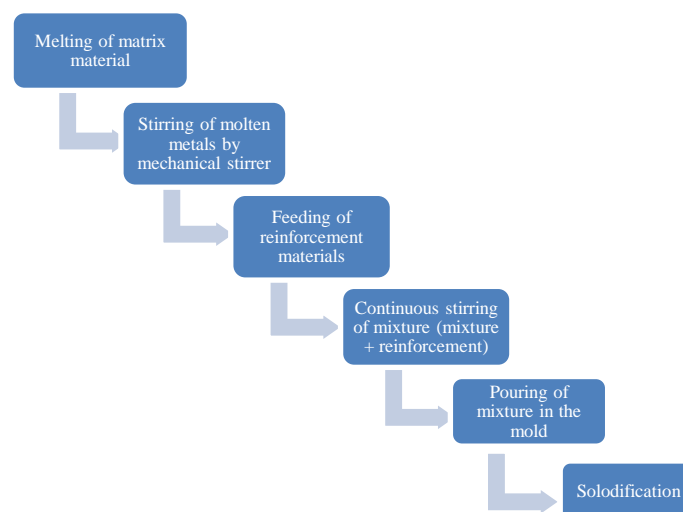 Melting of matrix
material
Stirring of molten
metals by
mechanical stirrer
Feeding of
reinforcement
materials
Continuous stirring
of mixture (mixture
+ reinforcement)
Pouring of
mixture in the
mold
Solodification